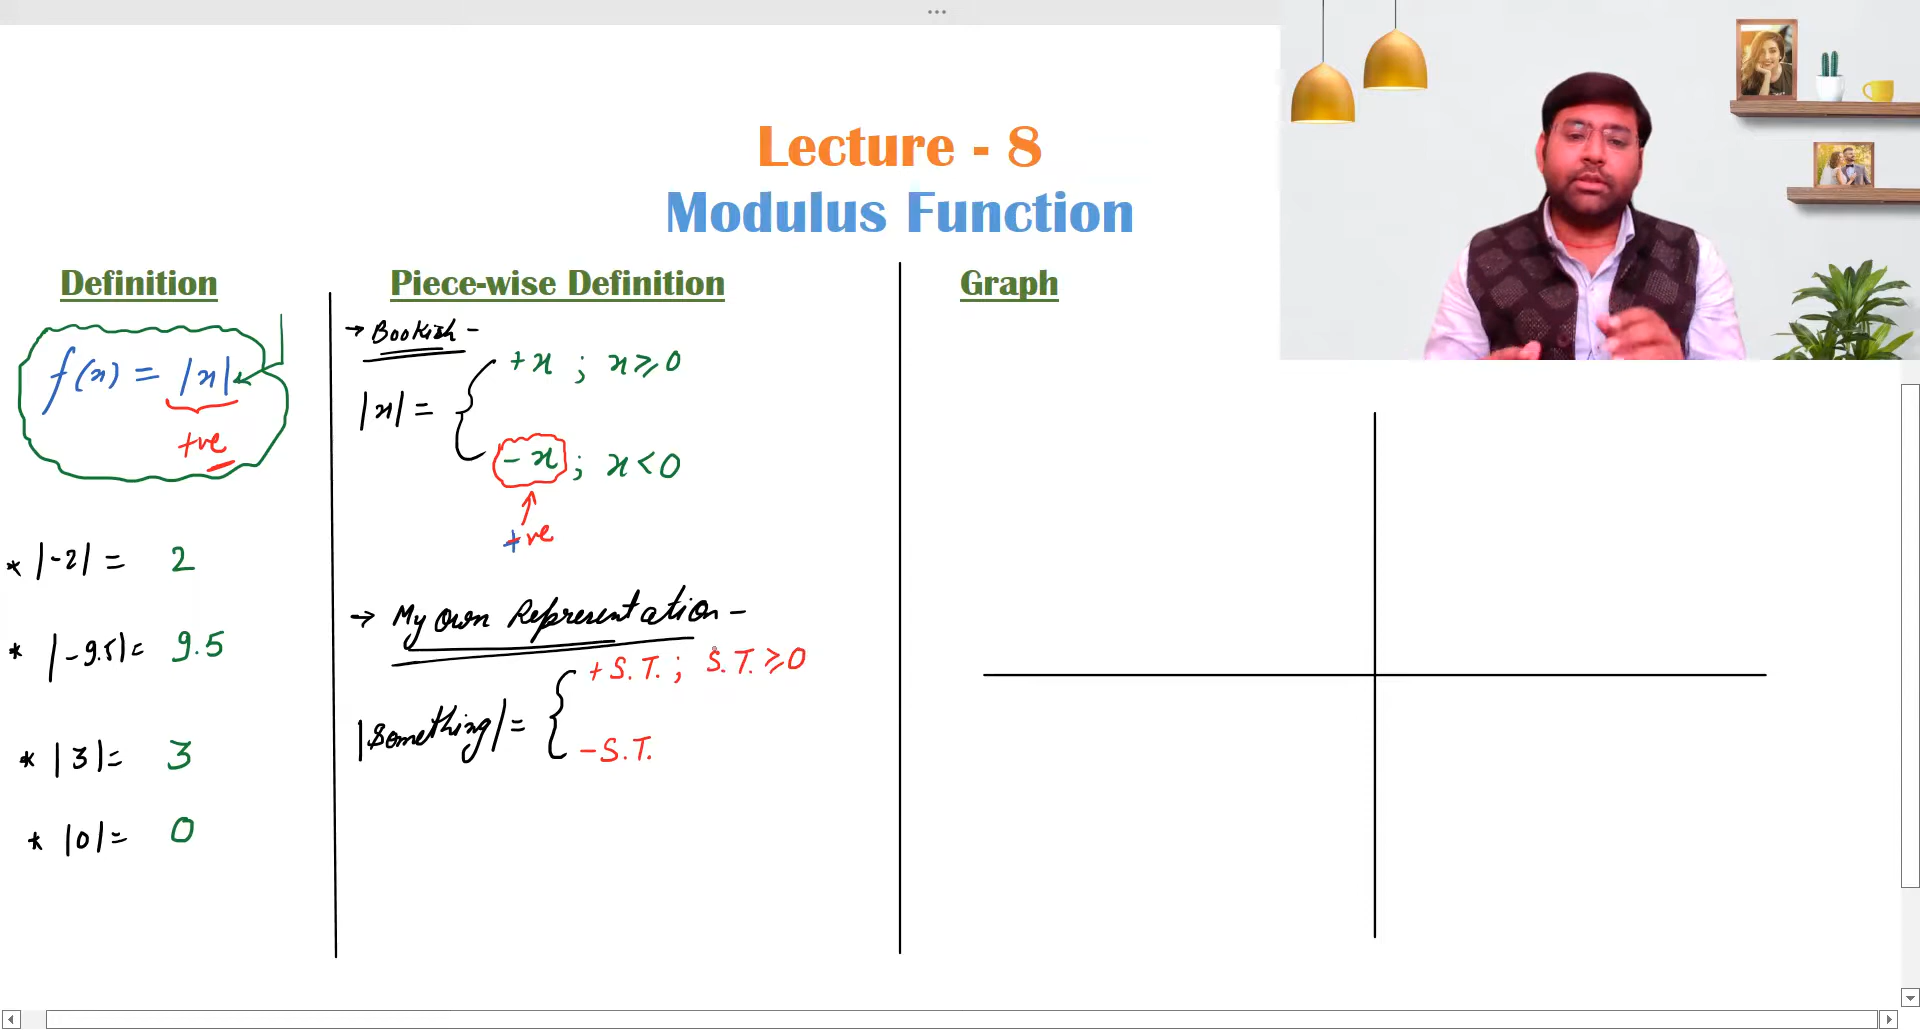 Lecture - 8
Modulus Function
Definition
f(x) = |x|
+ve
* |-2| = 2
* |-9.5| = 9.5
* |3| = 3
* |0| = 0
Piece-wise Definition
→ Bookish -
|x| = { +x ; x ≥ 0
-x ; x < 0
+ve
→ My own Representation -
|Something| = { + S.T. ; S.T. ≥ 0
- S.T.
Graph